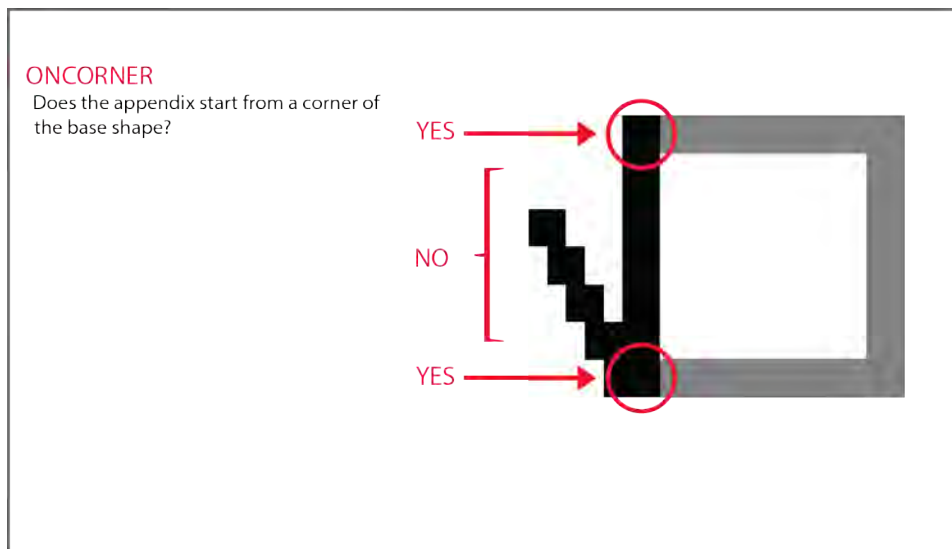 ONCORNER
Does the appendix start from a corner of
the base shape?
YES
NO
YES